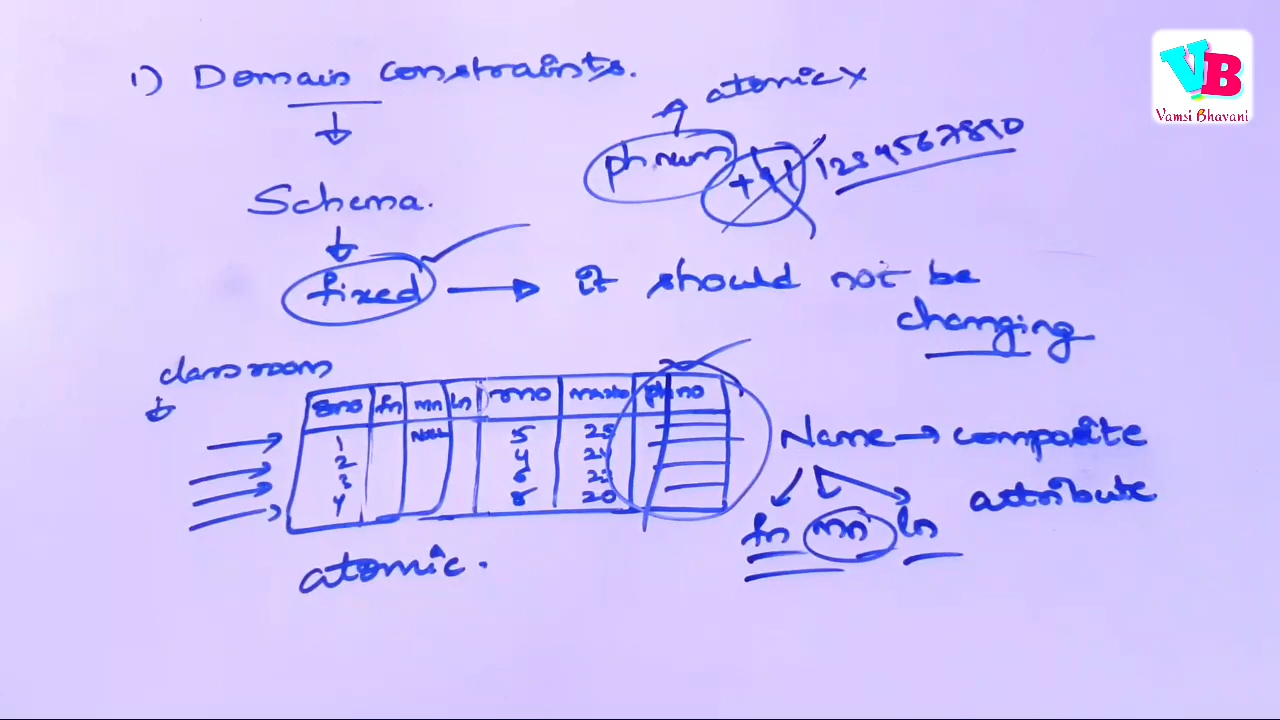 1) Domain constraints.
atomic X
ph num +91 1234567890
Schema.
fixed → it should not be
changing
classroom
Sno fn mn ln rno marks ph no
1 NULL 5 25
2 4 24
3 6
4 8 20
Name → composite
attribute
fn mn ln
atomic.
VB
Vamsi Bhavani